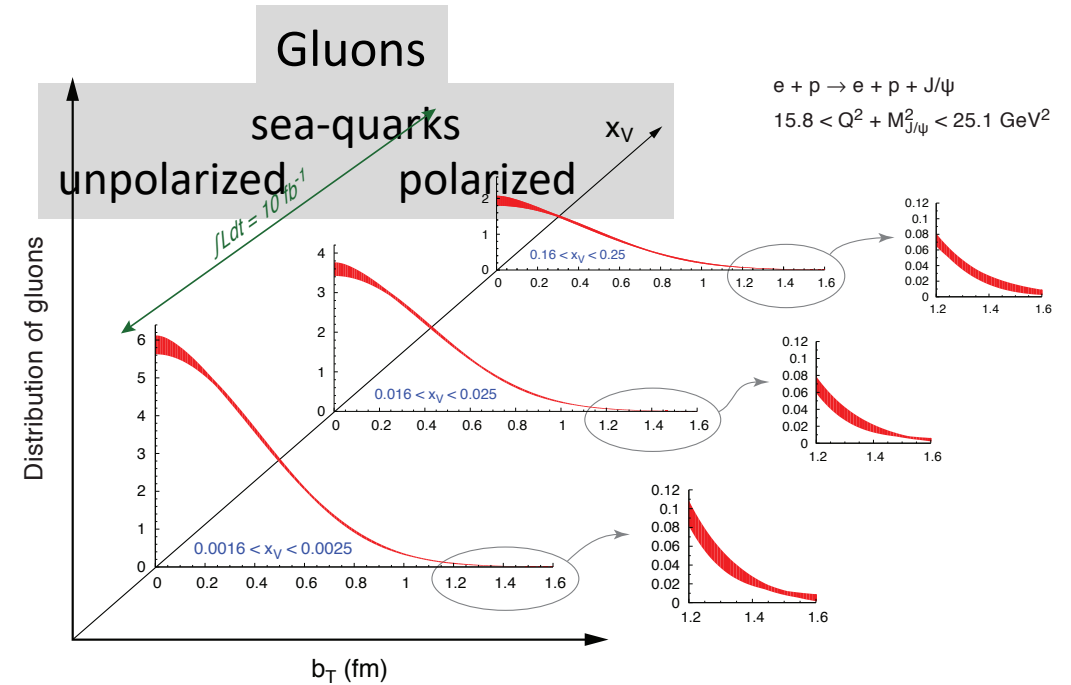 Gluons
sea-quarks
unpolarized polarized
e + p → e + p + J/ψ
15.8 < Q² + M²_J/ψ < 25.1 GeV²
x_V
∫Ldt = 10 fb⁻¹
Distribution of gluons
2
1
0
0.16 < x_V < 0.25
0 0.2 0.4 0.6 0.8 1 1.2 1.4 1.6
0.12
0.1
0.08
0.06
0.04
0.02
0
1.2 1.4 1.6
4
3
2
1
0
0.016 < x_V < 0.025
0 0.2 0.4 0.6 0.8 1 1.2 1.4 1.6
0.12
0.1
0.08
0.06
0.04
0.02
0
1.2 1.4 1.6
6
5
4
3
2
1
0
0.0016 < x_V < 0.0025
0 0.2 0.4 0.6 0.8 1 1.2 1.4 1.6
0.12
0.1
0.08
0.06
0.04
0.02
0
1.2 1.4 1.6
b_T (fm)